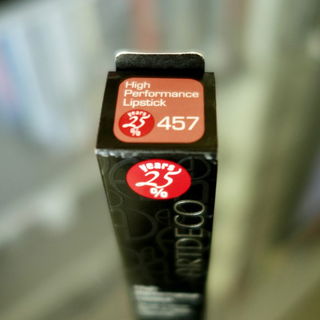 High
Performance
Lipstick
years
25
%
457
years
25
%
ARTDECO